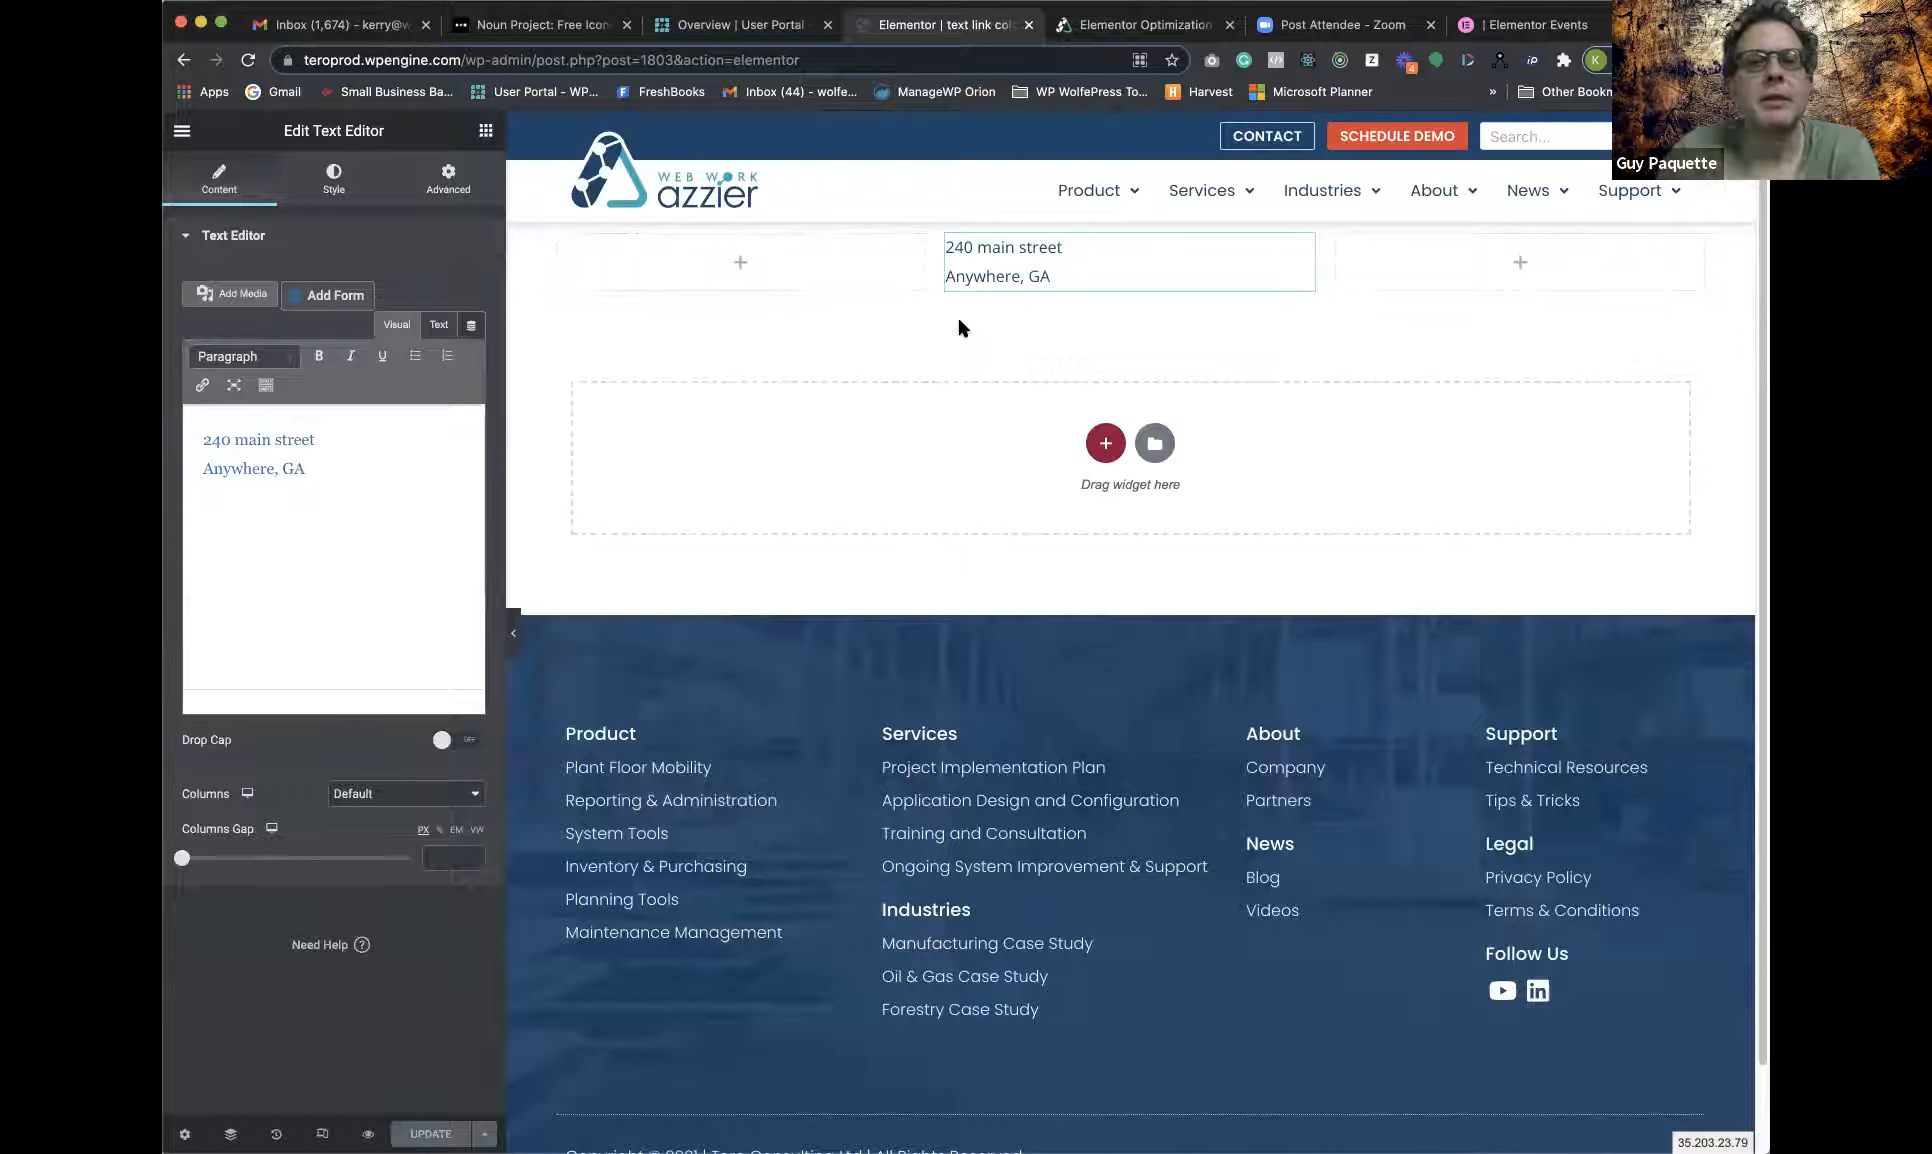 Inbox (1,674) - kerry@w
Noun Project: Free Icon
Overview | User Portal -
Elementor | text link col
Elementor Optimization
Post Attendee - Zoom
| Elementor Events
teroprod.wpengine.com/wp-admin/post.php?post=1803&action=elementor
Apps
Gmail
Small Business Ba...
User Portal - WP...
FreshBooks
Inbox (44) - wolfe...
ManageWP Orion
WP WolfePress To...
Harvest
Microsoft Planner
»
Other Bookn
Guy Paquette
Edit Text Editor
Content
Style
Advanced
Text Editor
Add Media
Add Form
Visual
Text
Paragraph
B
I
U
240 main street
Anywhere, GA
Drop Cap
OFF
Columns
Default
Columns Gap
PX % EM VW
Need Help
UPDATE
CONTACT
SCHEDULE DEMO
Search...
WEB WORK
azzier
Product
Services
Industries
About
News
Support
240 main street
Anywhere, GA
Drag widget here
Product
Plant Floor Mobility
Reporting & Administration
System Tools
Inventory & Purchasing
Planning Tools
Maintenance Management
Services
Project Implementation Plan
Application Design and Configuration
Training and Consultation
Ongoing System Improvement & Support
Industries
Manufacturing Case Study
Oil & Gas Case Study
Forestry Case Study
About
Company
Partners
News
Blog
Videos
Support
Technical Resources
Tips & Tricks
Legal
Privacy Policy
Terms & Conditions
Follow Us
Copyright © 2021 | Tero Consulting Ltd | All Rights Reserved
35.203.23.79